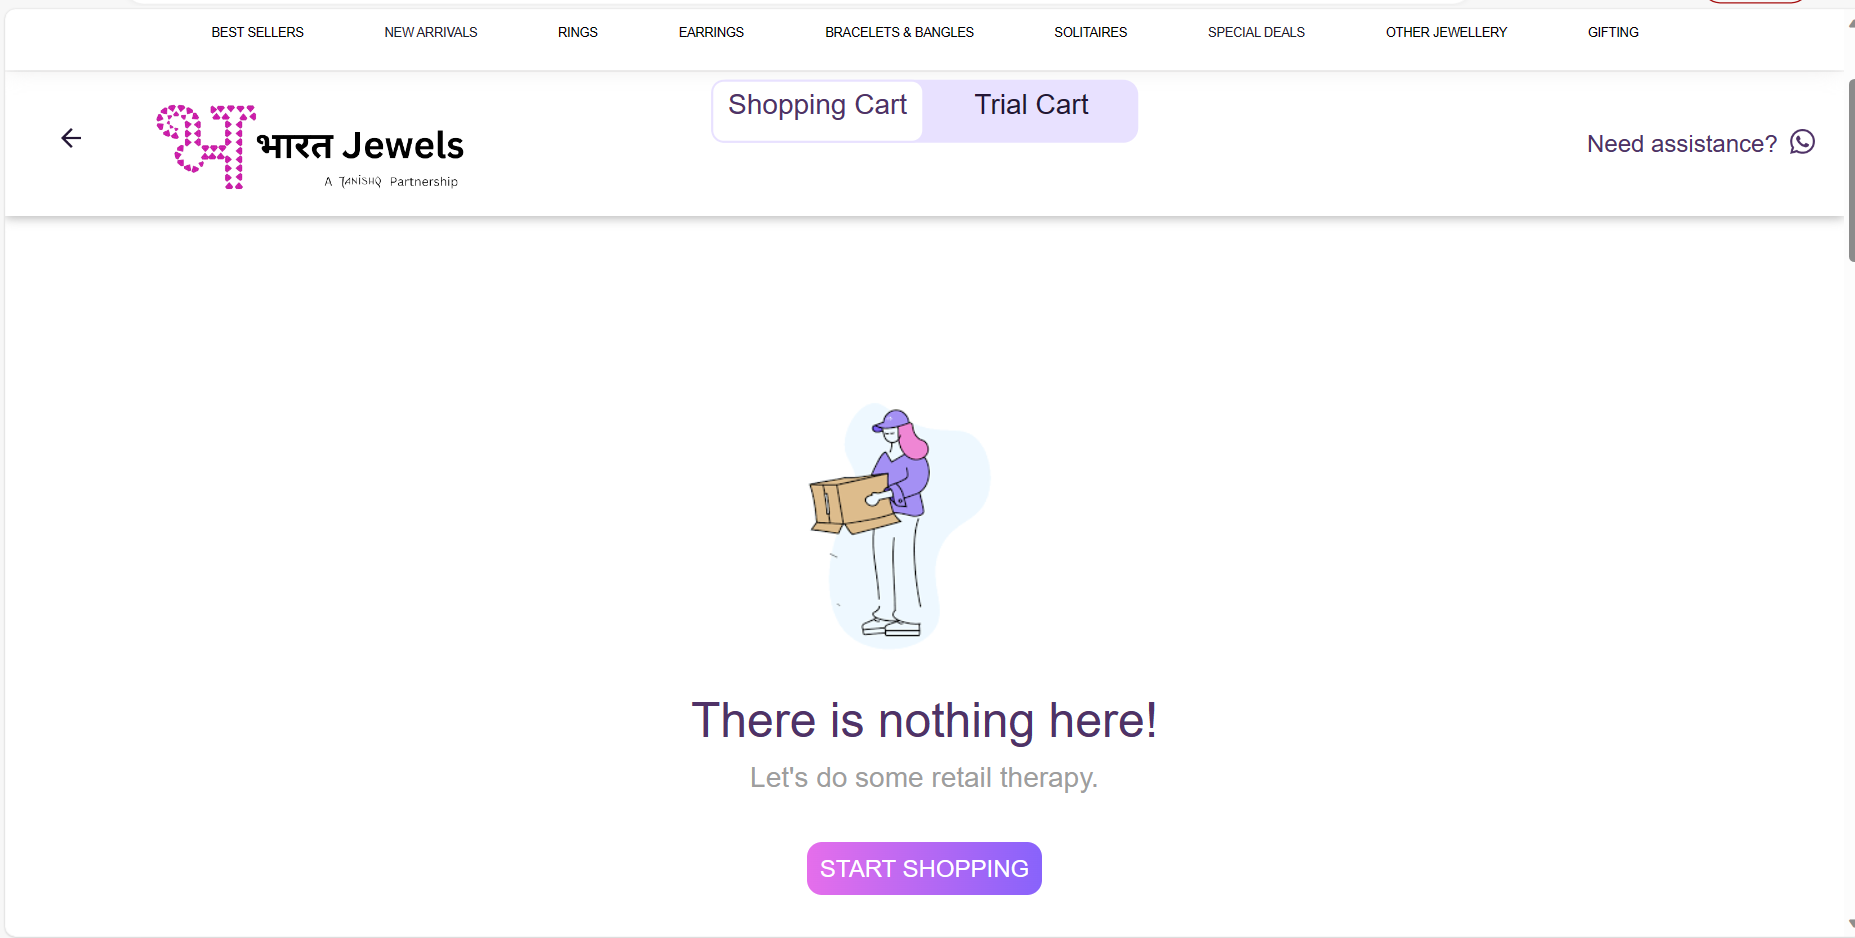 BEST SELLERS NEW ARRIVALS RINGS EARRINGS BRACELETS & BANGLES SOLITAIRES SPECIAL DEALS OTHER JEWELLERY GIFTING
Shopping Cart Trial Cart
भा भारत Jewels
A TANISHQ Partnership
Need assistance?
There is nothing here!
Let's do some retail therapy.
START SHOPPING